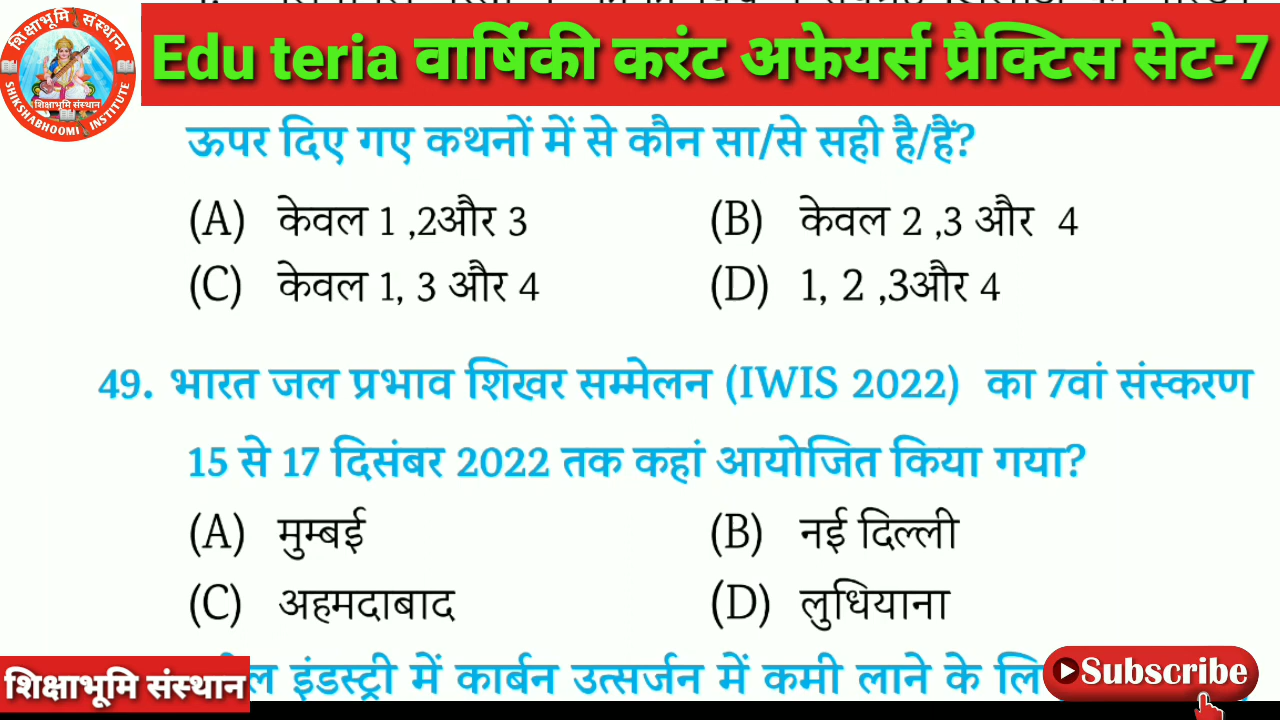 शिक्षाभूमि संस्थान
शिक्षाभूमि संस्थान
SHIKSHABHOOMI INSTITUTE
Edu teria वार्षिकी करंट अफेयर्स प्रैक्टिस सेट-7
ऊपर दिए गए कथनों में से कौन सा/से सही है/हैं?
(A) केवल 1 ,2और 3
(B) केवल 2 ,3 और 4
(C) केवल 1, 3 और 4
(D) 1, 2 ,3और 4
49. भारत जल प्रभाव शिखर सम्मेलन (IWIS 2022) का 7वां संस्करण
15 से 17 दिसंबर 2022 तक कहां आयोजित किया गया?
(A) मुम्बई
(B) नई दिल्ली
(C) अहमदाबाद
(D) लुधियाना
इंडस्ट्री में कार्बन उत्सर्जन में कमी लाने के
शिक्षाभूमि संस्थान
Subscribe